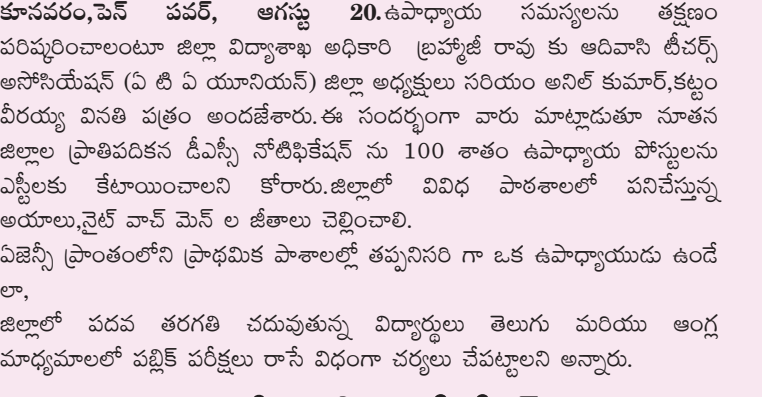 కూనవరం,పెన్ పవర్, ఆగస్టు 20.ఉపాధ్యాయ సమస్యలను తక్షణం
పరిష్కరించాలంటూ జిల్లా విద్యాశాఖ అధికారి బ్రహ్మాజీ రావు కు ఆదివాసి టీచర్స్
అసోసియేషన్ (ఏ టి ఏ యూనియన్) జిల్లా అధ్యక్షులు సరియం అనిల్ కుమార్,కట్టం
వీరయ్య వినతి పత్రం అందజేశారు.ఈ సందర్భంగా వారు మాట్లాడుతూ నూతన
జిల్లాల ప్రాతిపదికన డీఎస్సీ నోటిఫికేషన్ ను 100 శాతం ఉపాధ్యాయ పోస్టులను
ఎస్టీలకు కేటాయించాలని కోరారు.జిల్లాలో వివిధ పాఠశాలలో పనిచేస్తున్న
అయాలు,నైట్ వాచ్ మెన్ ల జీతాలు చెల్లించాలి.
ఏజెన్సీ ప్రాంతంలోని ప్రాథమిక పాశాలల్లో తప్పనిసరి గా ఒక ఉపాధ్యాయుడు ఉండే
లా,
జిల్లాలో పదవ తరగతి చదువుతున్న విద్యార్థులు తెలుగు మరియు ఆంగ్ల
మాధ్యమాలలో పబ్లిక్ పరీక్షలు రాసే విధంగా చర్యలు చేపట్టాలని అన్నారు.